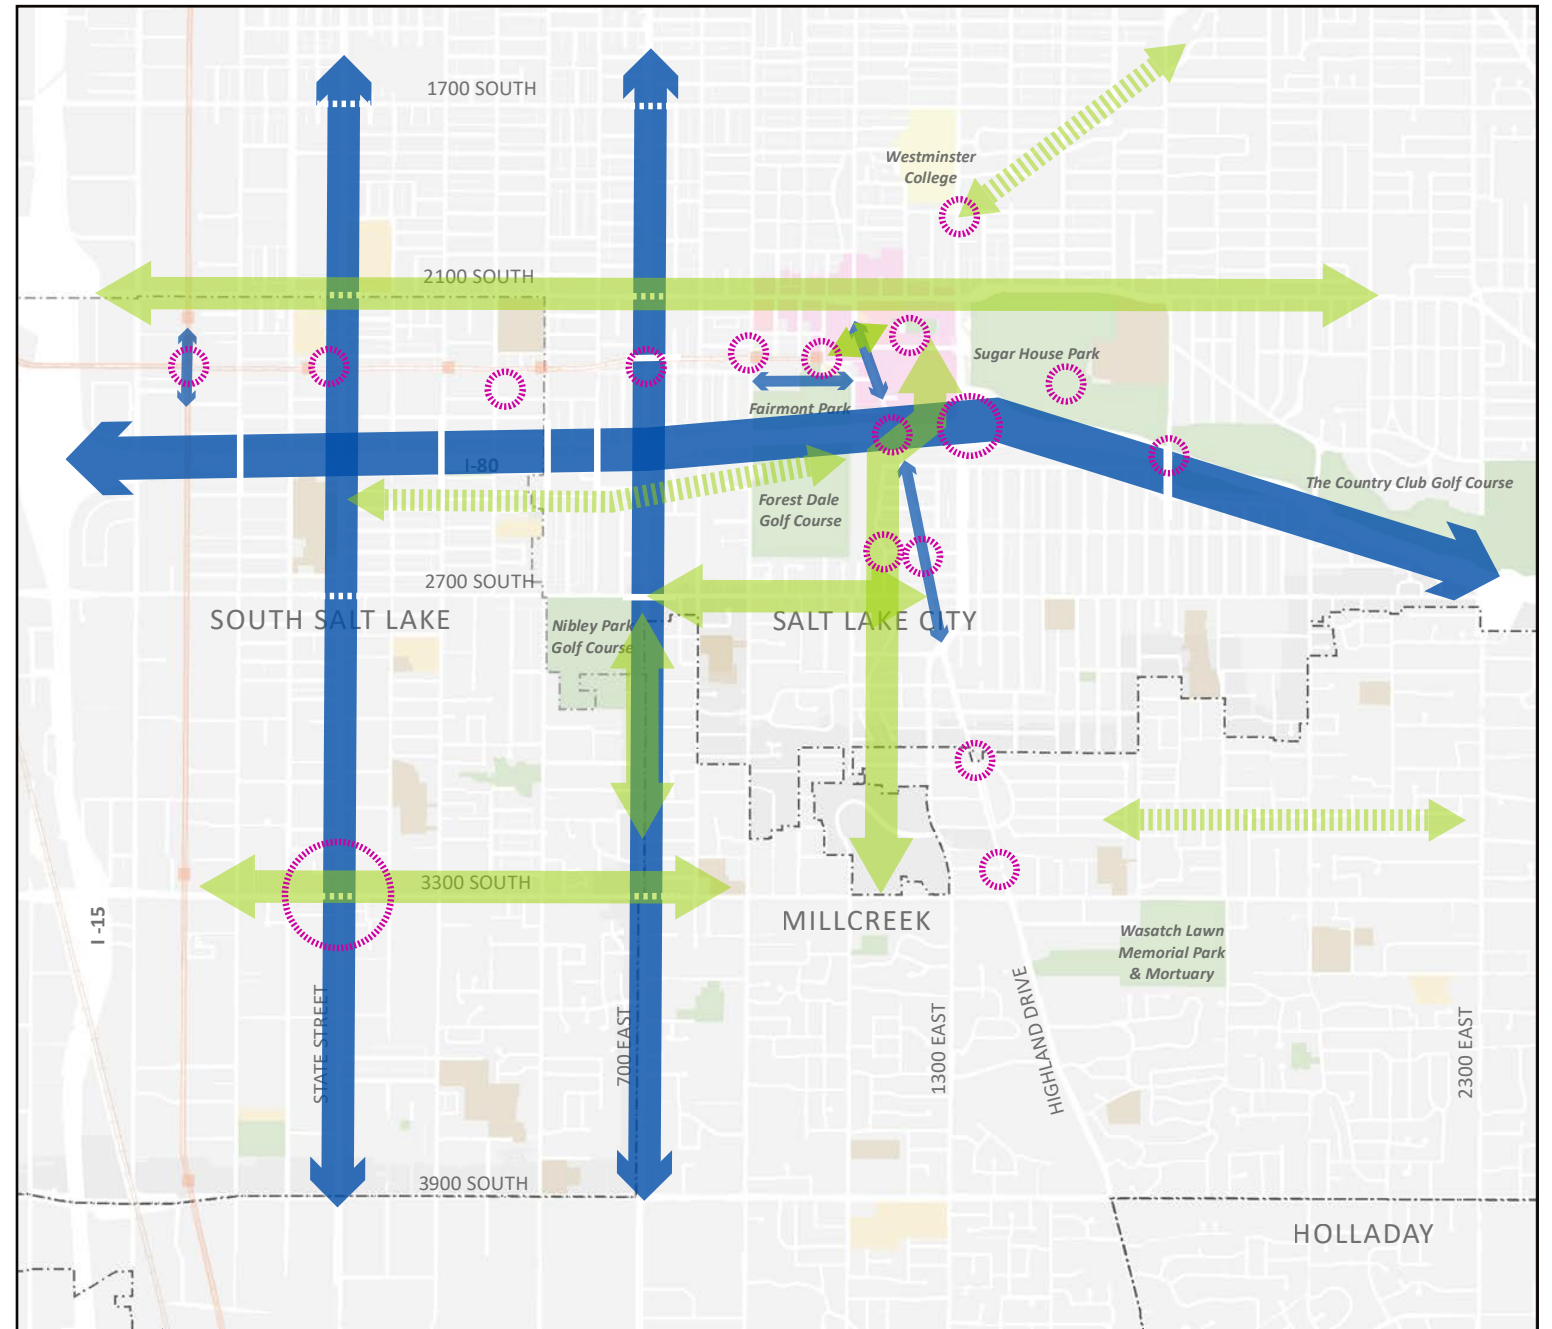 1700 SOUTH
Westminster
College
2100 SOUTH
Sugar House Park
Fairmont Park
I-80
The Country Club Golf Course
Forest Dale
Golf Course
2700 SOUTH
SOUTH SALT LAKE
SALT LAKE CITY
Nibley Park
Golf Course
3300 SOUTH
I -15
MILLCREEK
Wasatch Lawn
Memorial Park
& Mortuary
STATE STREET
700 EAST
1300 EAST
HIGHLAND DRIVE
2300 EAST
3900 SOUTH
HOLLADAY